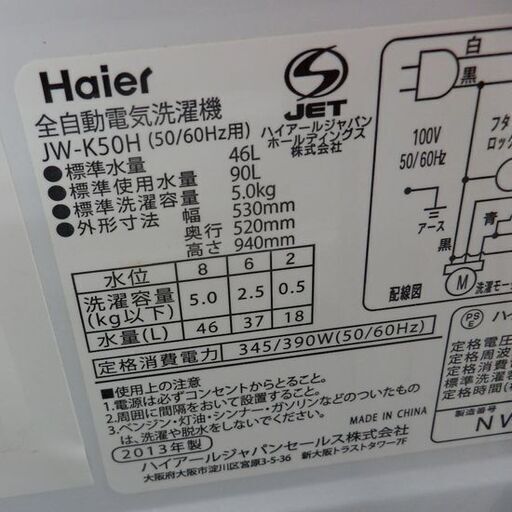 Haier
JET
全自動電気洗濯機
JW-K50H (50/60Hz用)
ハイアールジャパン
ホールディングス
株式会社
●標準水量 46L
●標準使用水量 90L
●標準洗濯容量 5.0kg
●外形寸法 幅 530mm
奥行 520mm
高さ 940mm
水位 8 6 2
洗濯容量(kg以下) 5.0 2.5 0.5
水量(L) 46 37 18
定格消費電力 345/390W(50/60Hz)
■使用上の注意
1.電源は必ずコンセントからとること。
2.周囲に間隔をおいて設置すること。
3.ベンジン・灯油・シンナー・ガソリンなどのついたもの
は、洗濯や脱水をしないでください。
MADE IN CHINA
2013年製
ハイアールジャパンセールス株式会社
大阪府大阪市淀川区宮原3-5-36 新大阪トラストタワー7F
白
黒
100V
50/60Hz
フタ
ロック
アース
青
黒
M
洗濯モー
配線図
PS
E
ハイ
定格電圧
定格周波
定格消費
標準洗濯
定格時間
製造番号
NV